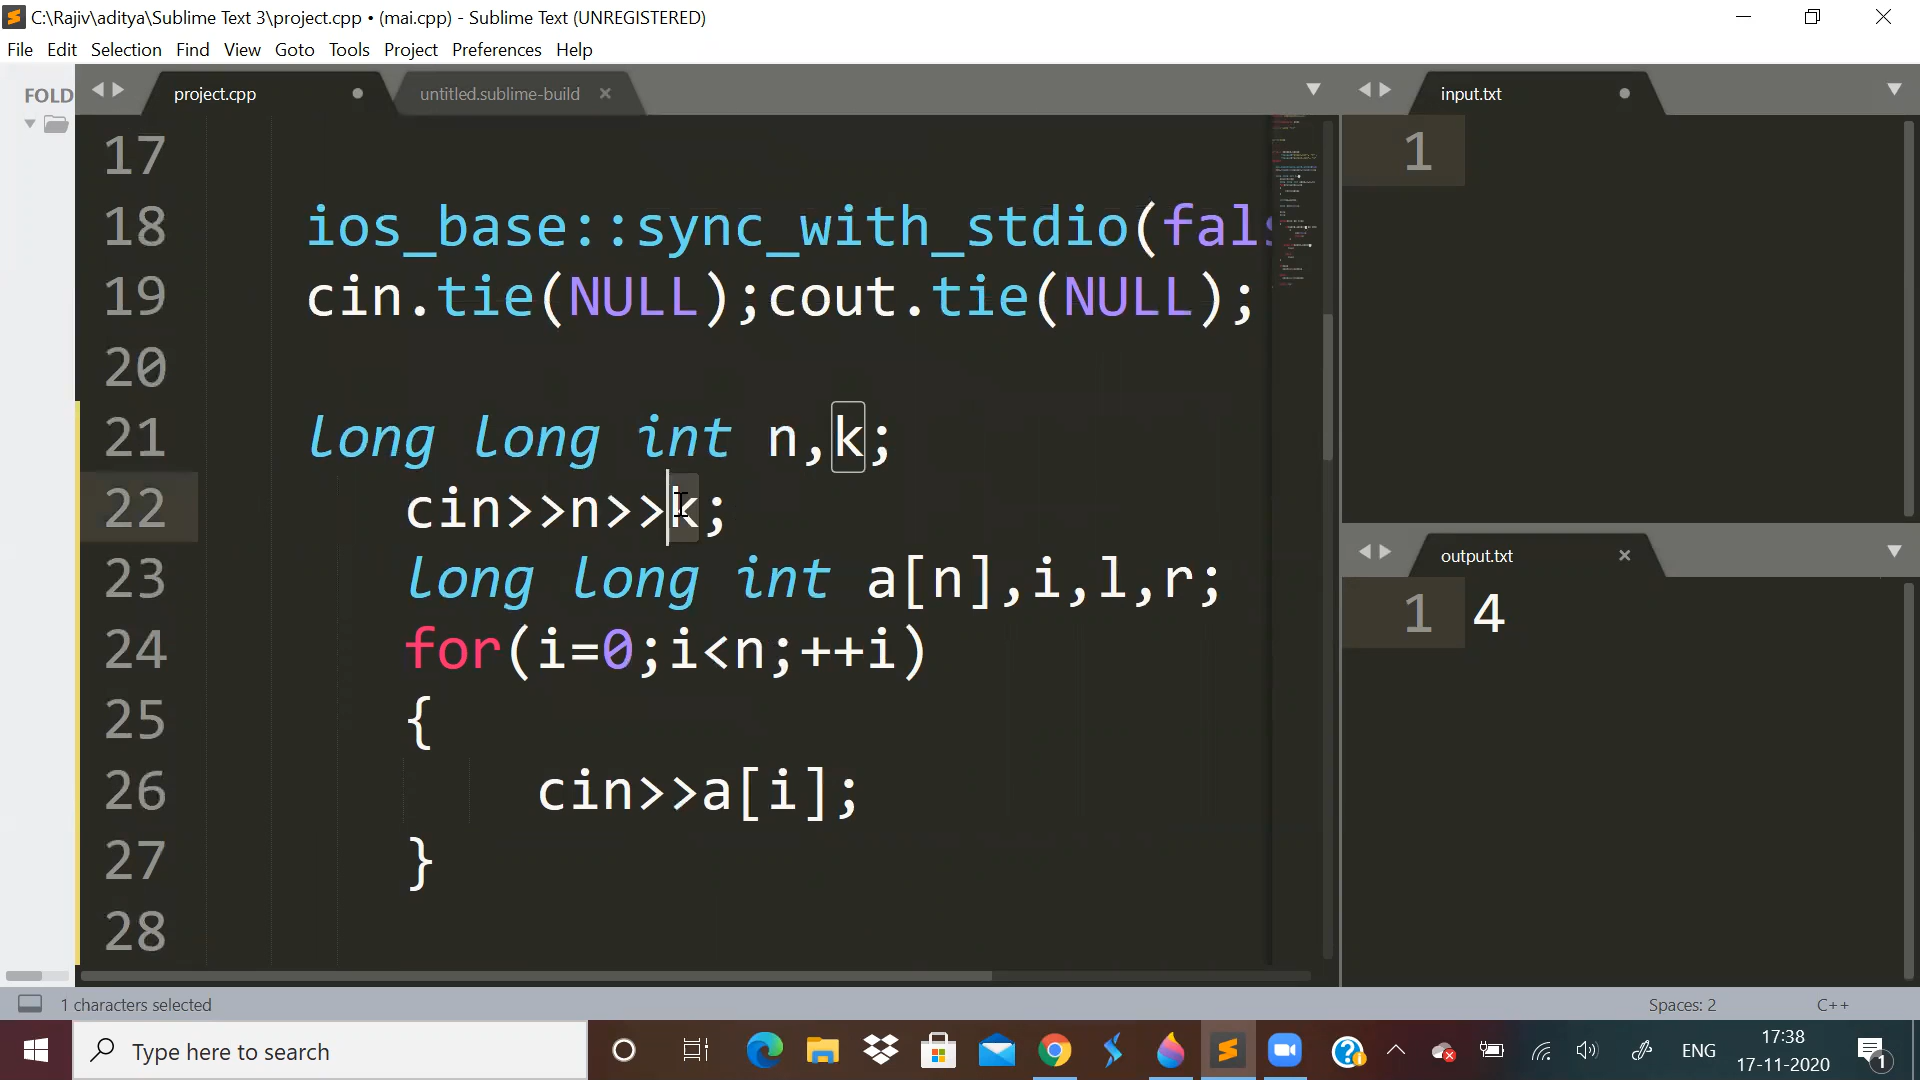 C:\Rajiv\aditya\Sublime Text 3\project.cpp • (mai.cpp) - Sublime Text (UNREGISTERED)
File Edit Selection Find View Goto Tools Project Preferences Help
FOLD
project.cpp
untitled.sublime-build
input.txt
17
18 ios_base::sync_with_stdio(fals
19 cin.tie(NULL);cout.tie(NULL);
20
21 long long int n,k;
22 cin>>n>>k;
23 long long int a[n],i,l,r;
24 for(i=0;i<n;++i)
25 {
26 cin>>a[i];
27 }
28
1
output.txt
1 4
1 characters selected
Spaces: 2
C++
Type here to search
ENG
17:38
17-11-2020
1